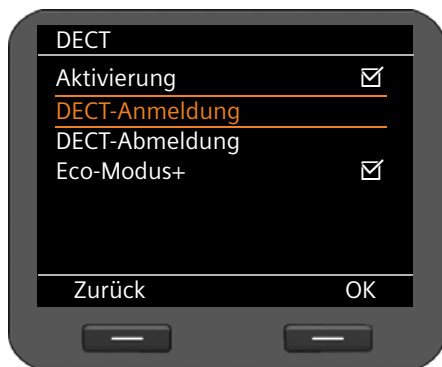 DECT
Aktivierung
DECT-Anmeldung
DECT-Abmeldung
Eco-Modus+
Zurück OK